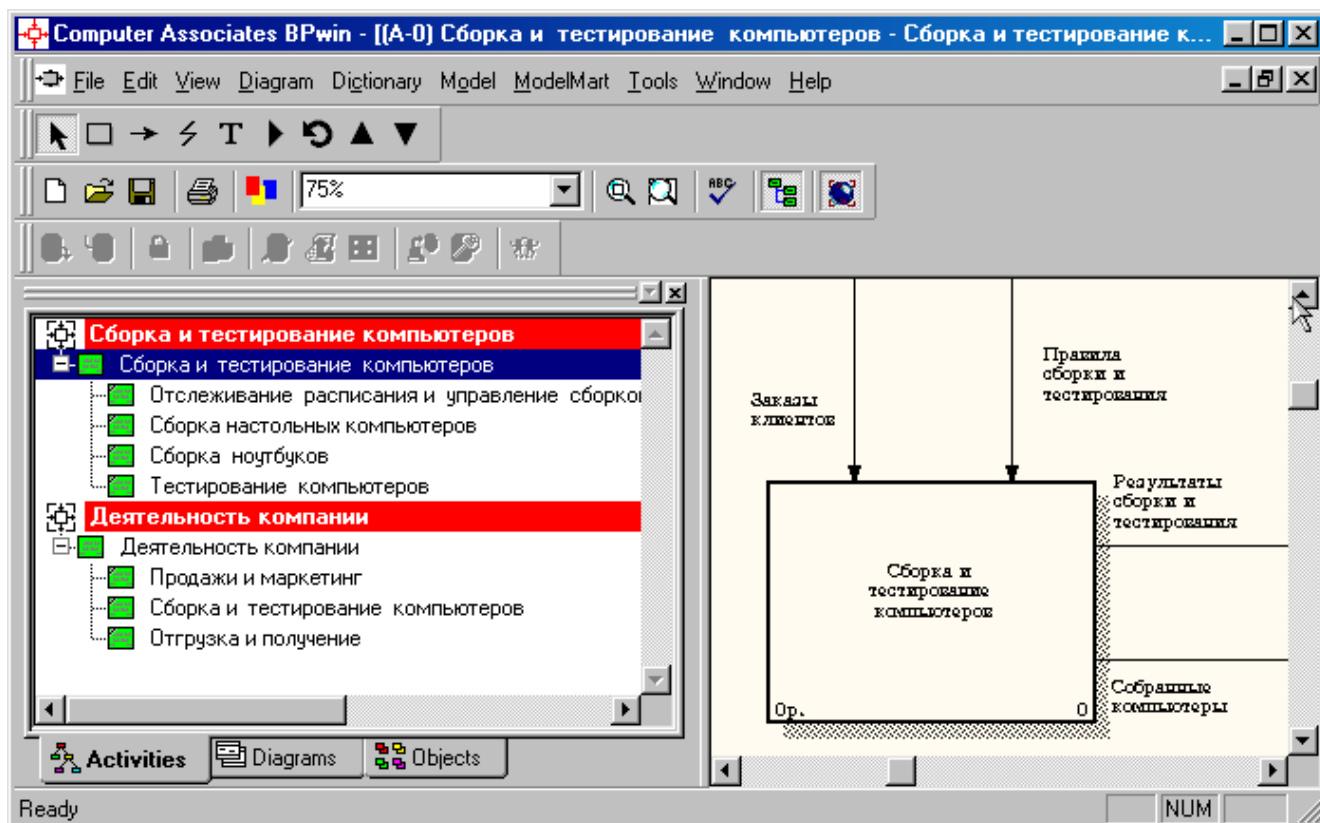 Computer Associates BPwin - [(A-0) Сборка и тестирование компьютеров - Сборка и тестирование к...
File Edit View Diagram Dictionary Model ModelMart Tools Window Help
75%
ABC
Сборка и тестирование компьютеров
Сборка и тестирование компьютеров
Отслеживание расписания и управление сборко
Сборка настольных компьютеров
Сборка ноутбуков
Тестирование компьютеров
Деятельность компании
Деятельность компании
Продажи и маркетинг
Сборка и тестирование компьютеров
Отгрузка и получение
Activities Diagrams Objects
Заказы
клиентов
Правила
сборки и
тестирования
Результаты
сборки и
тестирования
Сборка и
тестирование
компьютеров
0р. 0
Собранные
компьютеры
Ready NUM